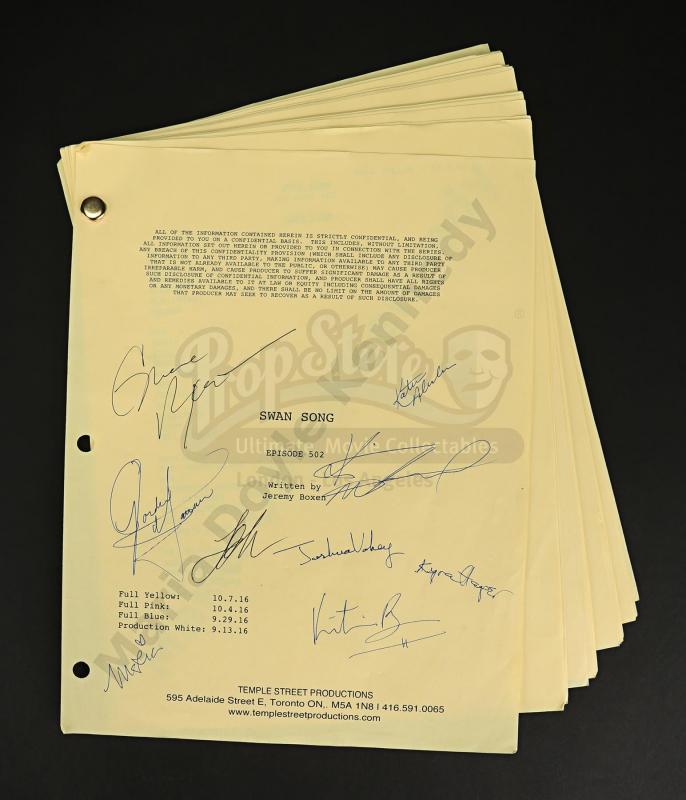 ALL OF THE INFORMATION CONTAINED HEREIN IS STRICTLY CONFIDENTIAL, AND BEING
PROVIDED TO YOU ON A CONFIDENTIAL BASIS. THIS INCLUDES, WITHOUT LIMITATION,
ALL INFORMATION SET OUT HEREIN OR PROVIDED TO YOU IN CONNECTION WITH THE SERIES.
ANY BREACH OF THIS CONFIDENTIALITY PROVISION (WHICH SHALL INCLUDE ANY DISCLOSURE OF
INFORMATION TO ANY THIRD PARTY, MAKING INFORMATION AVAILABLE TO ANY THIRD PARTY
THAT IS NOT ALREADY AVAILABLE TO THE PUBLIC, OR OTHERWISE) MAY CAUSE PRODUCER
IRREPARABLE HARM, AND CAUSE PRODUCER TO SUFFER SIGNIFICANT DAMAGE AS A RESULT OF
SUCH DISCLOSURE OF CONFIDENTIAL INFORMATION, AND PRODUCER SHALL HAVE ALL RIGHTS
AND REMEDIES AVAILABLE TO IT AT LAW OR EQUITY INCLUDING CONSEQUENTIAL DAMAGES
OR ANY MONETARY DAMAGES, AND THERE SHALL BE NO LIMIT ON THE AMOUNT OF DAMAGES
THAT PRODUCER MAY SEEK TO RECOVER AS A RESULT OF SUCH DISCLOSURE.
Prop Store
SWAN SONG
Ultimate Movie Collectables
EPISODE 502
London - Los Angeles
Written by
Jeremy Boxen
Joshua
Full Yellow: 10.7.16
Full Pink: 10.4.16
Full Blue: 9.29.16
Production White: 9.13.16
Doyle Kennedy
TEMPLE STREET PRODUCTIONS
595 Adelaide Street E, Toronto ON,. M5A 1N8 I 416.591.0065
www.templestreetproductions.com